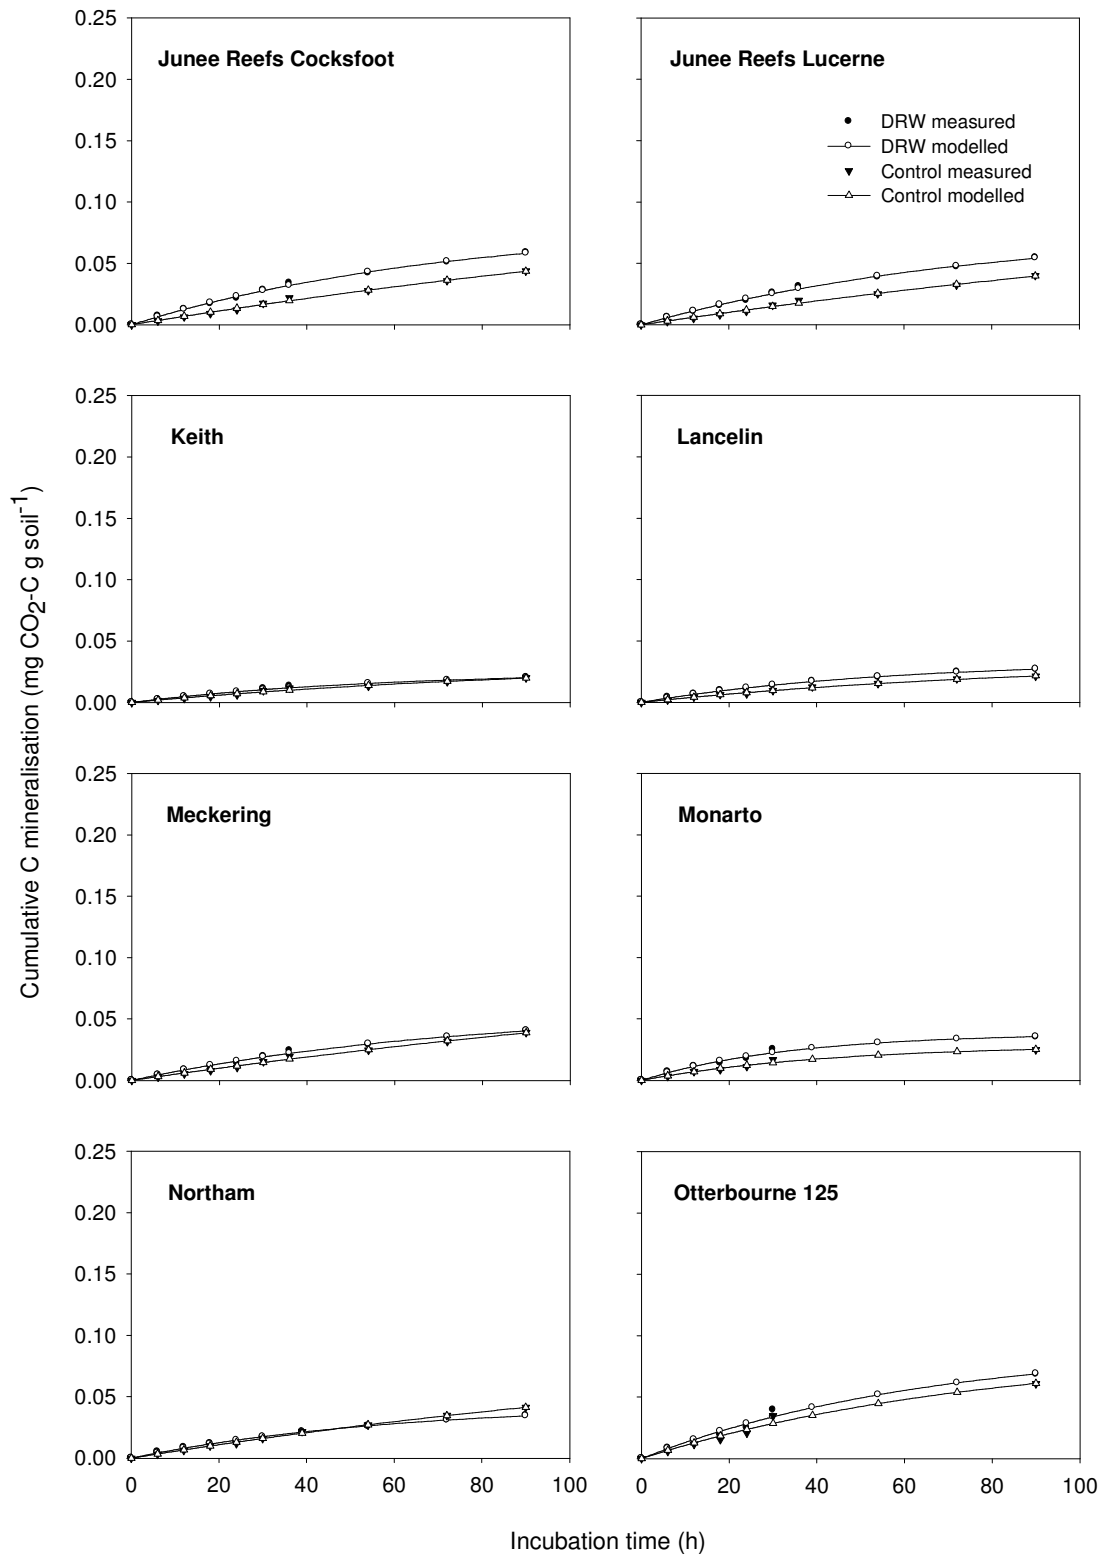 Junee Reefs Cocksfoot
0.25
0.20
0.15
0.10
0.05
0.00
Junee Reefs Lucerne
DRW measured
DRW modelled
Control measured
Control modelled
Keith
0.25
0.20
0.15
0.10
0.05
0.00
Lancelin
Cumulative C mineralisation (mg CO2-C g soil-1)
Meckering
0.25
0.20
0.15
0.10
0.05
0.00
Monarto
Northam
0.25
0.20
0.15
0.10
0.05
0.00
0 20 40 60 80 100
Otterbourne 125
0 20 40 60 80 100
Incubation time (h)